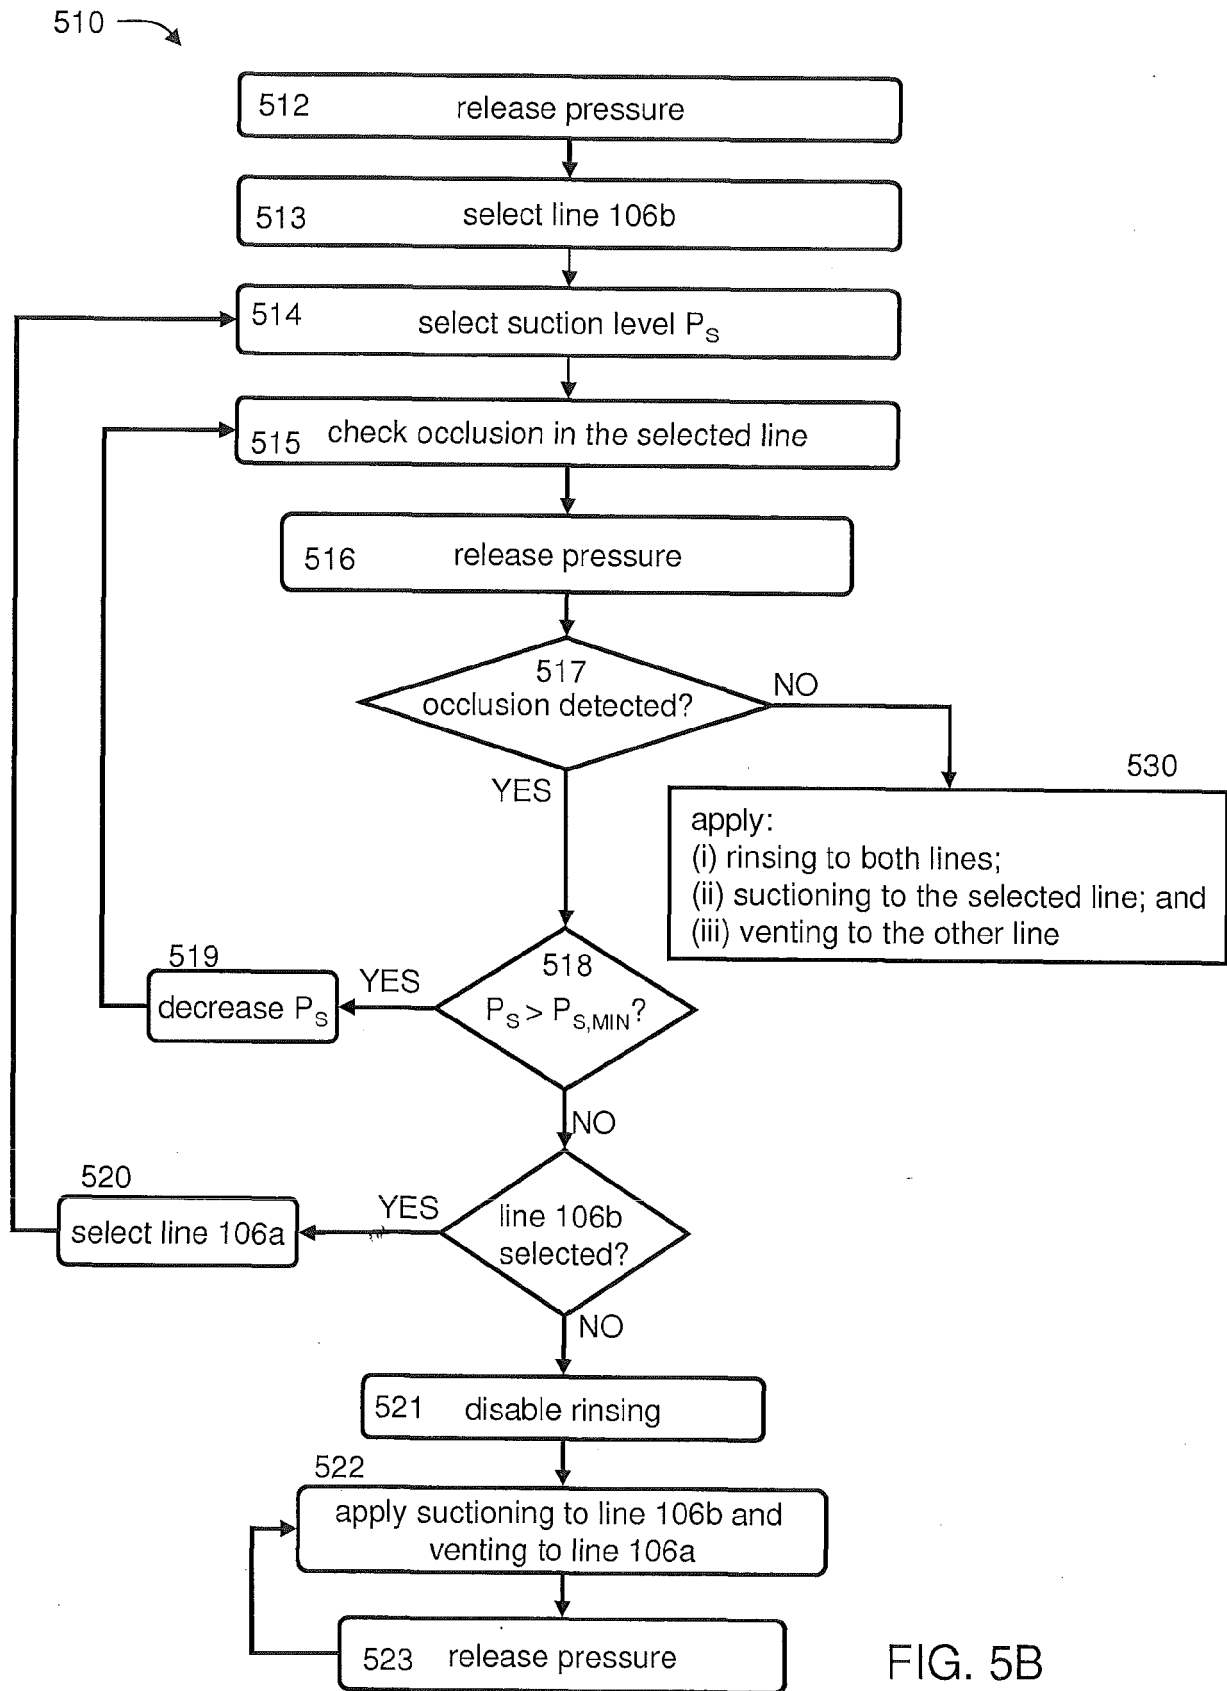 510
512 release pressure
513 select line 106b
514 select suction level P_S
515 check occlusion in the selected line
516 release pressure
517
occlusion detected?
NO
YES
530
apply:
(i) rinsing to both lines;
(ii) suctioning to the selected line; and
(iii) venting to the other line
518
P_S > P_S,MIN?
YES
519
decrease P_S
NO
line 106b
selected?
YES
520
select line 106a
NO
521 disable rinsing
522
apply suctioning to line 106b and
venting to line 106a
523 release pressure
FIG. 5B